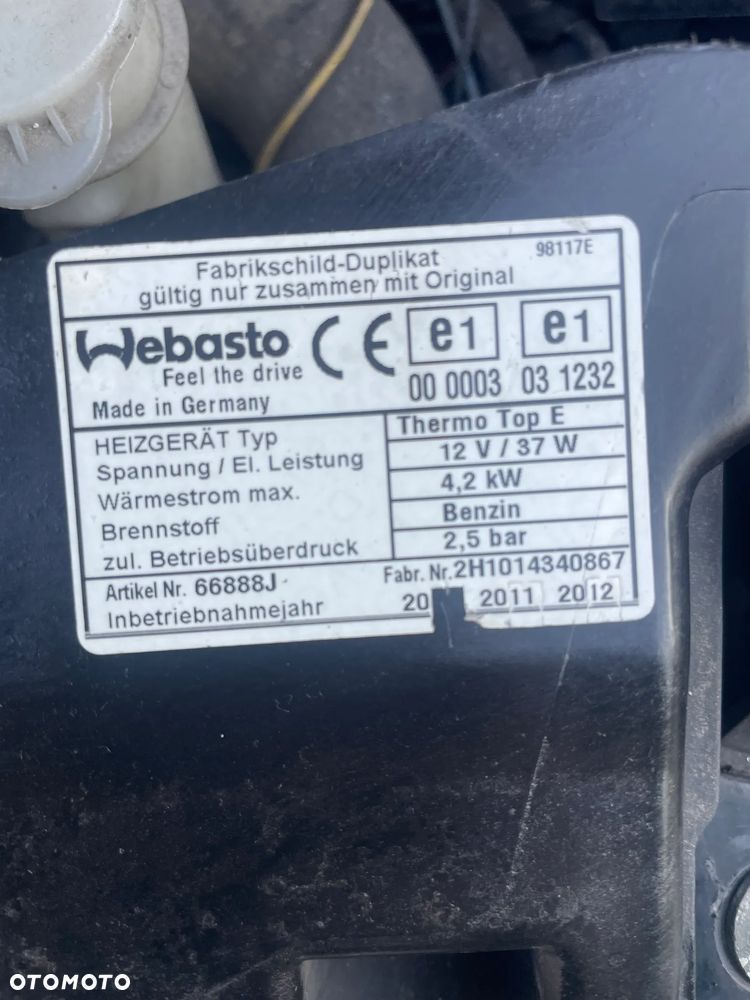 Fabrikschild-Duplikat
98117E
gültig nur zusammen mit Original
Webasto
Feel the drive
CE
e1
e1
00 0003
03 1232
Made in Germany
HEIZGERÄT Typ
Thermo Top E
Spannung / El. Leistung
12 V / 37 W
Wärmestrom max.
4,2 kW
Brennstoff
Benzin
zul. Betriebsüberdruck
2,5 bar
Artikel Nr. 66888J
Fabr. Nr. 2H1014340867
Inbetriebnahmejahr
20 2011 2012
OTOMOTO